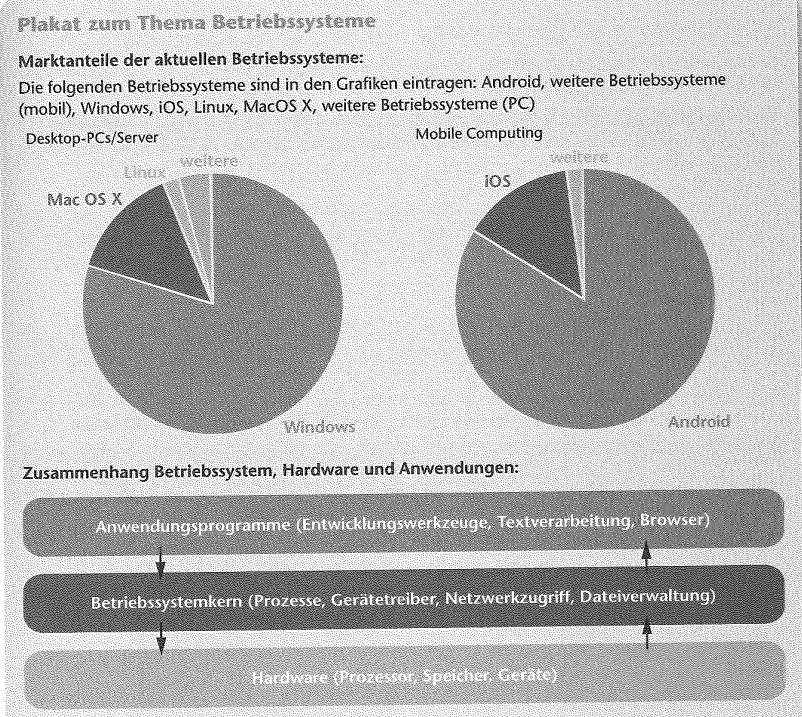 Plakat zum Thema Betriebssysteme
Marktanteile der aktuellen Betriebssysteme:
Die folgenden Betriebssysteme sind in den Grafiken eintragen: Android, weitere Betriebssysteme
(mobil), Windows, iOS, Linux, MacOS X, weitere Betriebssysteme (PC)
Desktop-PCs/Server
Mobile Computing
Linux
weitere
Mac OS X
Windows
weitere
iOS
Android
Zusammenhang Betriebssystem, Hardware und Anwendungen:
Anwendungsprogramme (Entwicklungswerkzeuge, Textverarbeitung, Browser)
Betriebssystemkern (Prozesse, Gerätetreiber, Netzwerkzugriff, Dateiverwaltung)
Hardware (Prozessor, Speicher, Geräte)